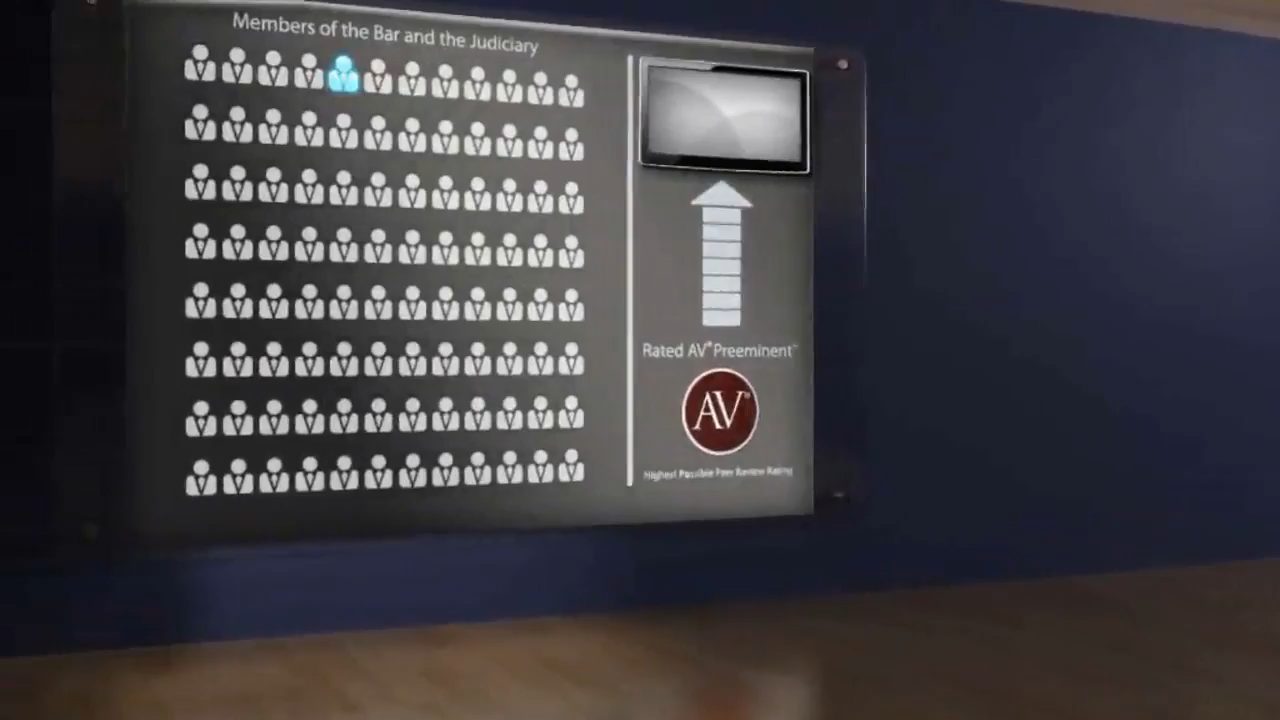 Members of the Bar and the Judiciary
Rated AV® Preeminent™
AV®
Highest Possible Peer Review Rating